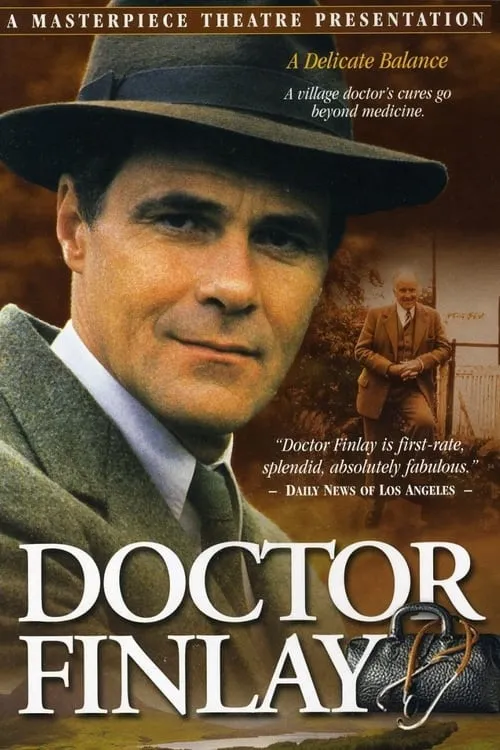 A MASTERPIECE THEATRE PRESENTATION
A Delicate Balance
A village doctor's cures go
beyond medicine.
"Doctor Finlay is first-rate,
splendid, absolutely fabulous."
– DAILY NEWS OF LOS ANGELES –
DOCTOR
FINLAY